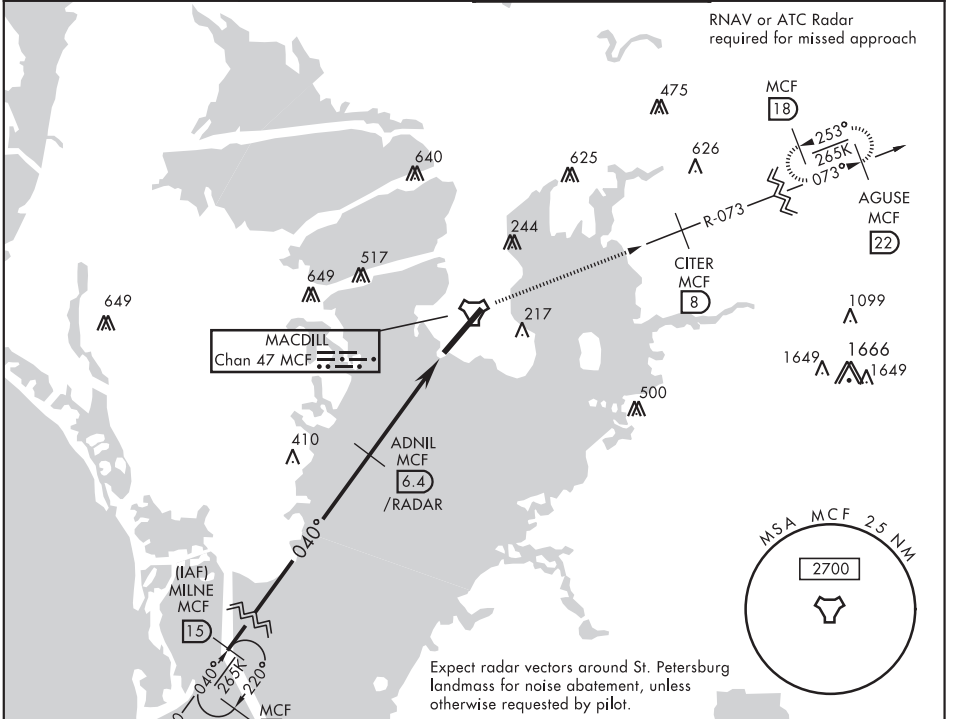 RNAV or ATC Radar
required for missed approach
475
MCF
18
253°
265K
073°
626
640
625
AGUSE
MCF
22
R-073
244
CITER
MCF
8
517
649
649
217
1099
MACDILL
Chan 47 MCF
1649
1666
1649
500
410
ADNIL
MCF
6.4
/RADAR
040°
MSA MCF 25 NM
2700
(IAF)
MILNE
MCF
15
040°
265K
220°
MCF
Expect radar vectors around St. Petersburg
landmass for noise abatement, unless
otherwise requested by pilot.